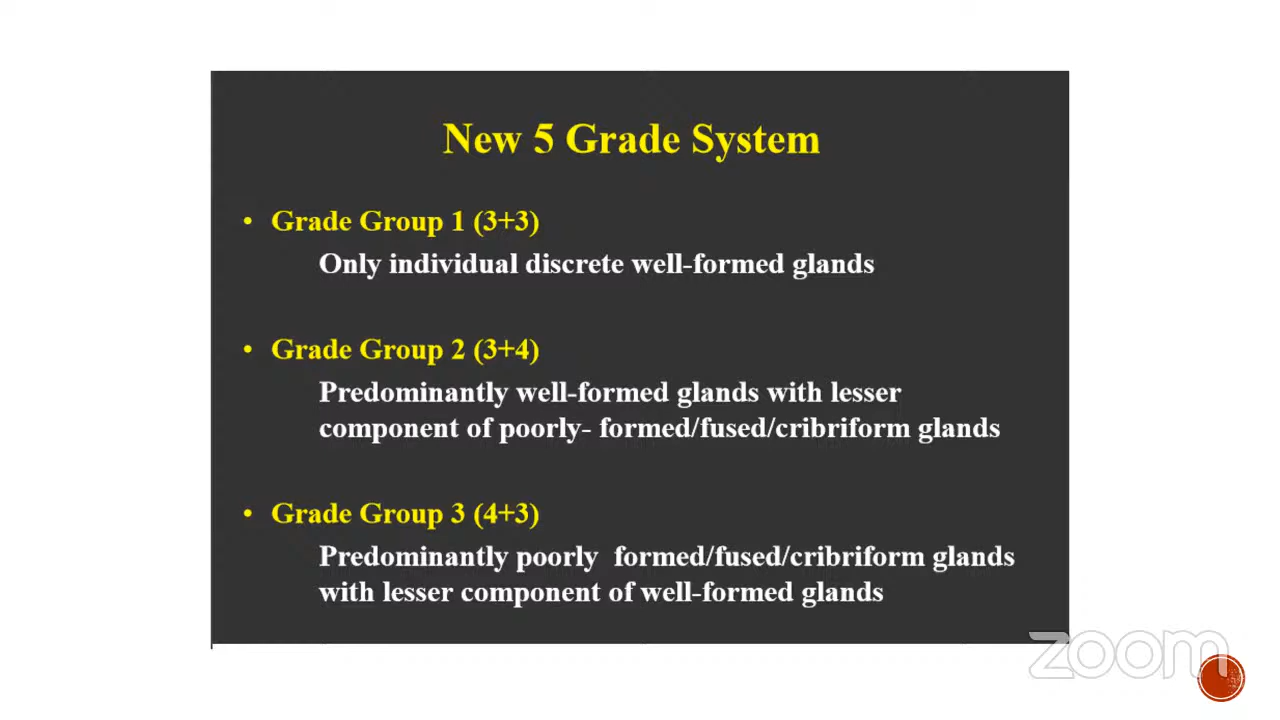 New 5 Grade System
• Grade Group 1 (3+3)
Only individual discrete well-formed glands
• Grade Group 2 (3+4)
Predominantly well-formed glands with lesser
component of poorly- formed/fused/cribriform glands
• Grade Group 3 (4+3)
Predominantly poorly formed/fused/cribriform glands
with lesser component of well-formed glands
zoom